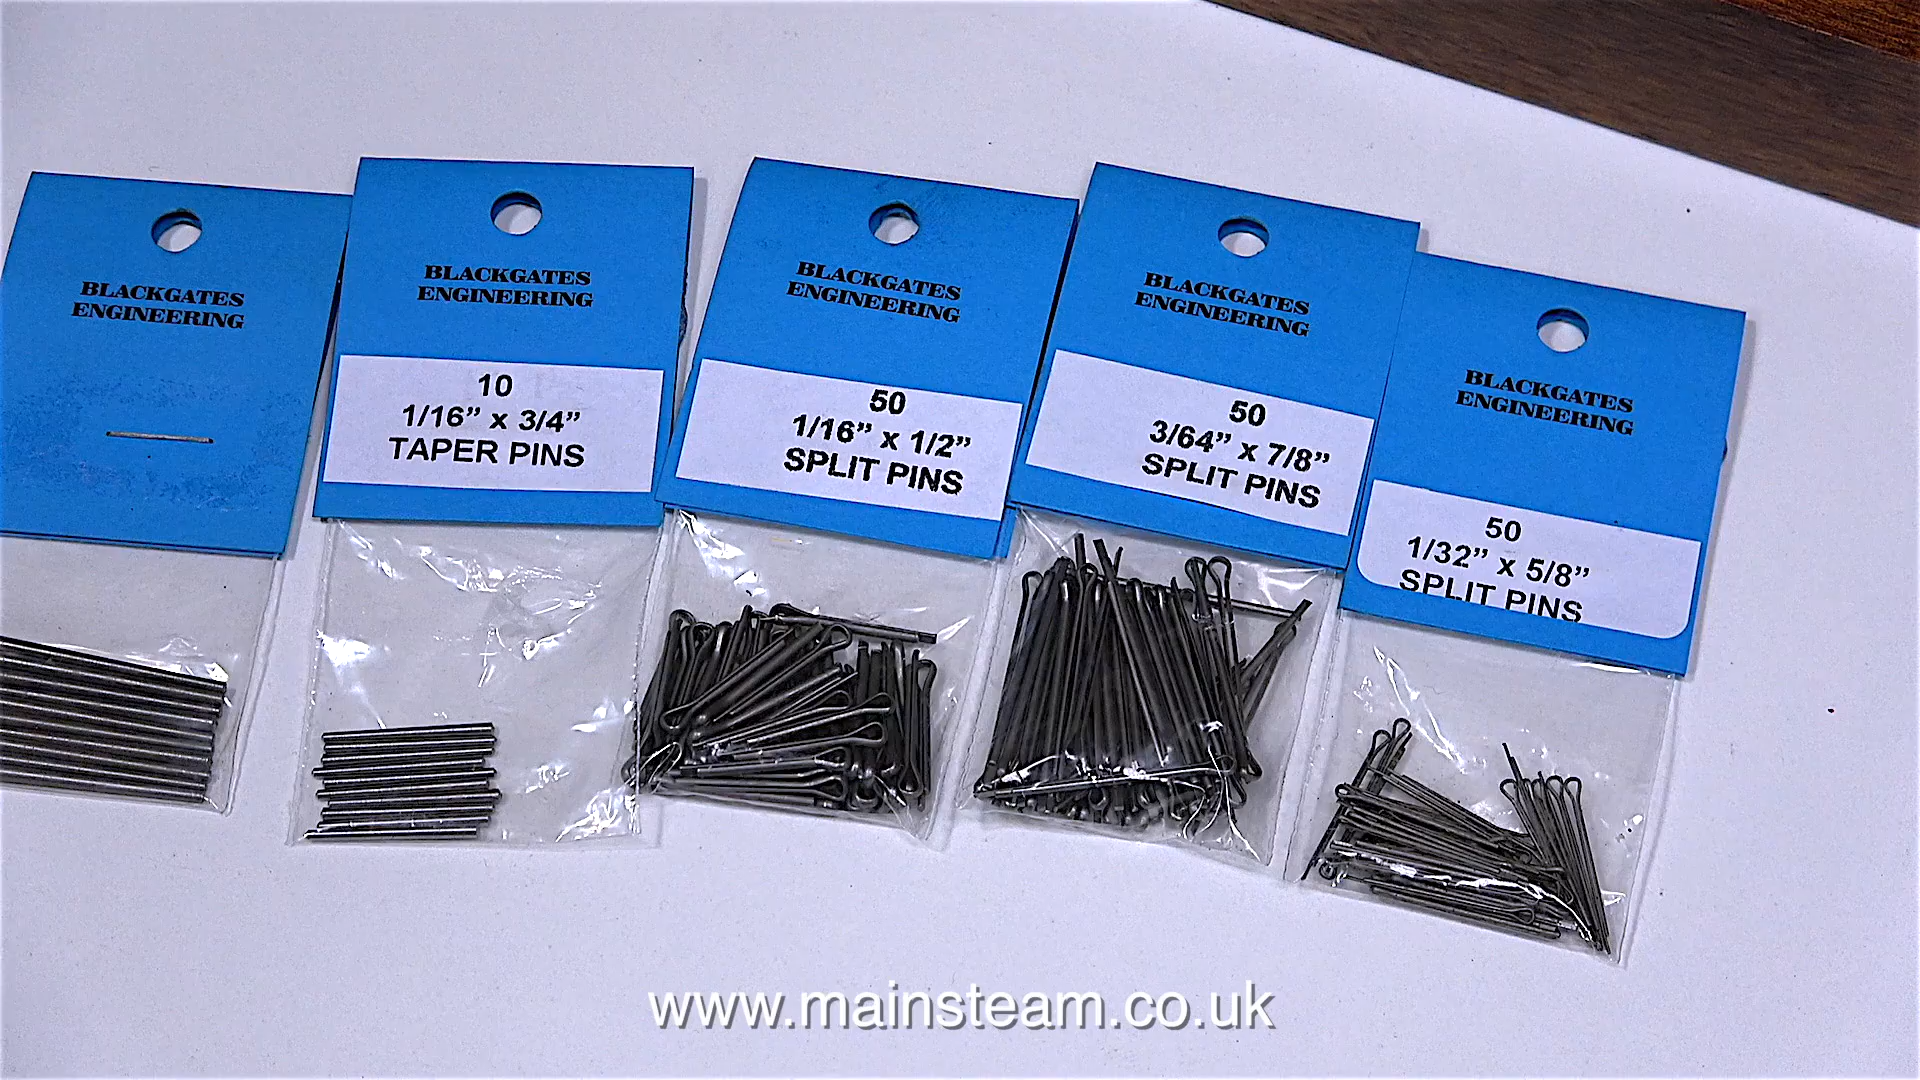 BLACKGATES
ENGINEERING
BLACKGATES
ENGINEERING
10
1/16” x 3/4”
TAPER PINS
BLACKGATES
ENGINEERING
50
1/16” x 1/2”
SPLIT PINS
BLACKGATES
ENGINEERING
50
3/64” x 7/8”
SPLIT PINS
BLACKGATES
ENGINEERING
50
1/32” x 5/8”
SPLIT PINS
www.mainsteam.co.uk